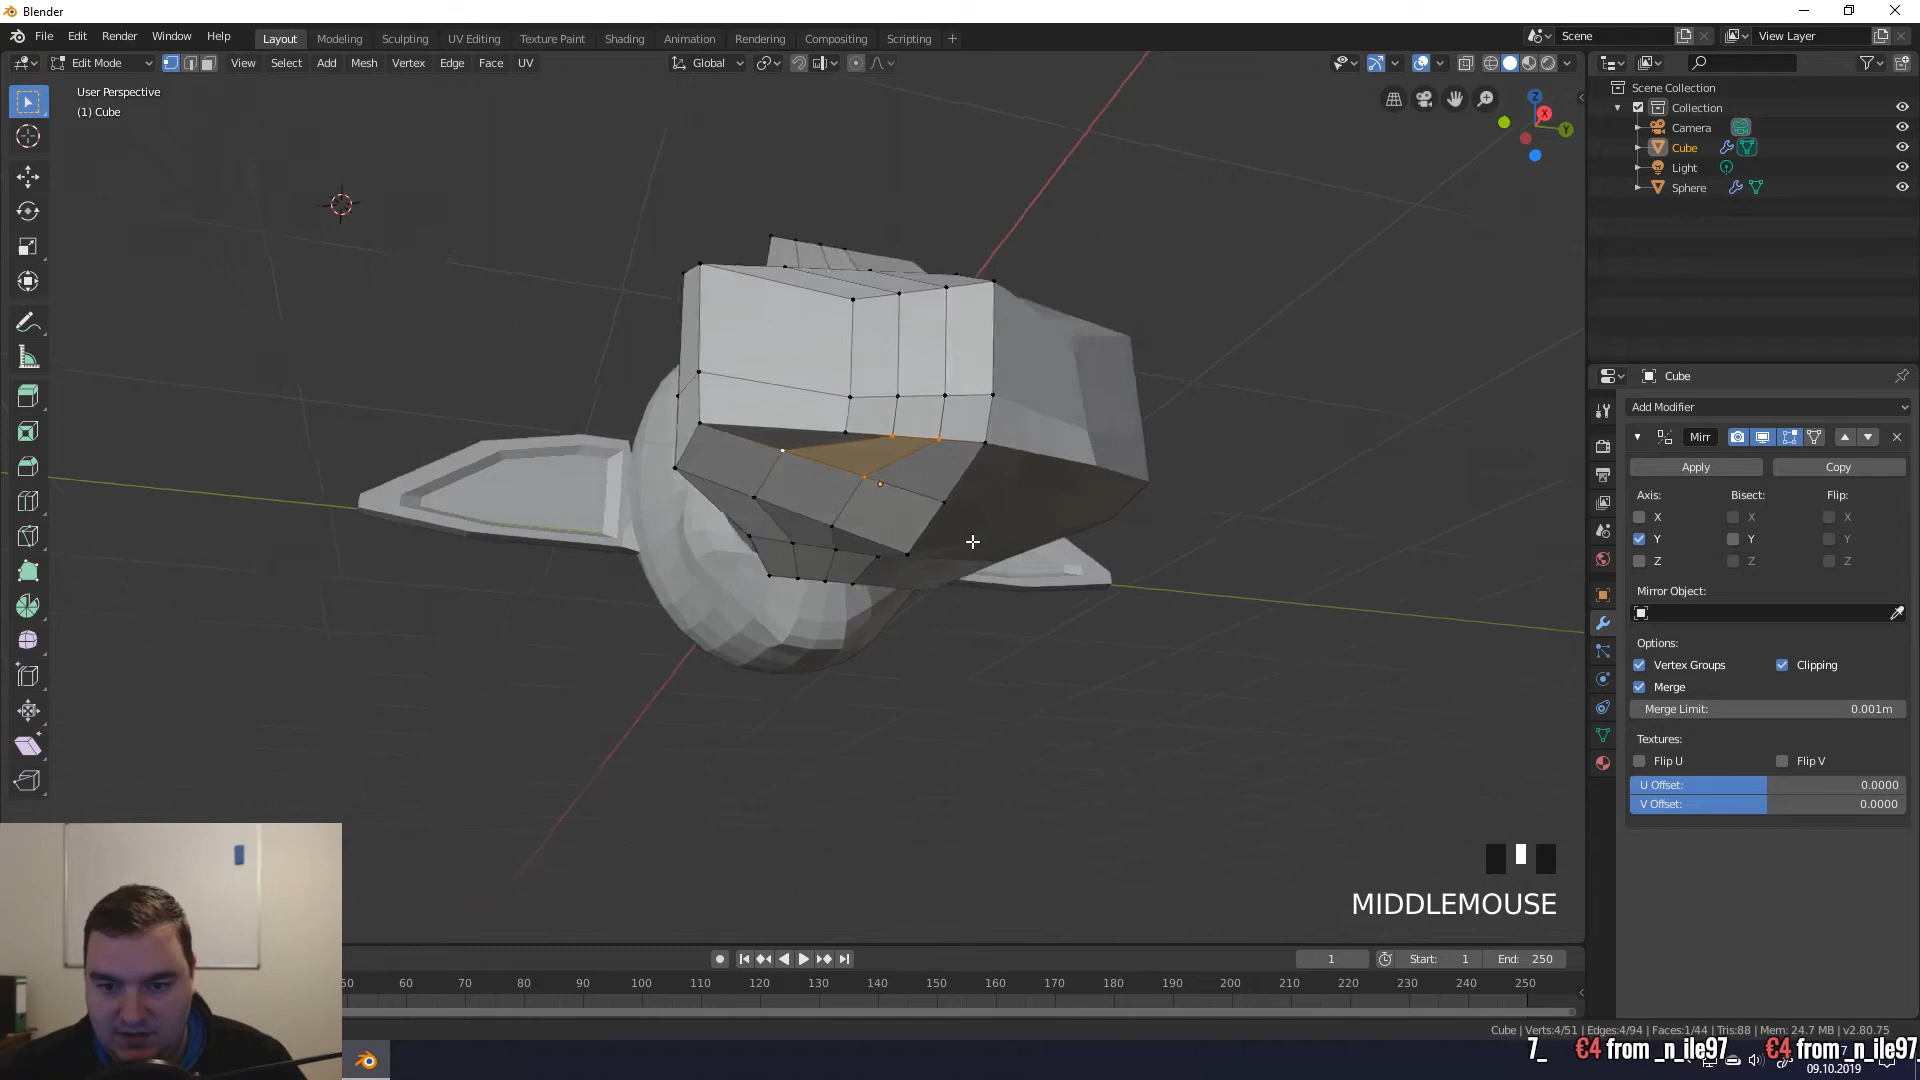 Blender
File Edit Render Window Help
Layout Modeling Sculpting UV Editing Texture Paint Shading Animation Rendering Compositing Scripting +
Scene
View Layer
Edit Mode
View Select Add Mesh Vertex Edge Face UV
Global
User Perspective
(1) Cube
Z
X
Y
Scene Collection
Collection
Camera
Cube
Light
Sphere
Cube
Add Modifier
Mirr
Apply
Copy
Axis: Bisect: Flip:
X X X
Y Y Y
Z Z Z
Mirror Object:
Options:
Vertex Groups
Clipping
Merge
Merge Limit: 0.001m
Textures:
Flip U
Flip V
U Offset: 0.0000
V Offset: 0.0000
MIDDLEMOUSE
1
Start: 1
End: 250
50 60 70 80 90 100 110 120 130 140 150 160 170 180 190 200 210 220 230 240 250
Cube | Verts:4/51 | Edges:4/94 | Faces:1/44 | Tris:88 | Mem: 24.7 MB | v2.80.75
7_ €4 from _n_ile97_ €4 from _n_ile97_
09.10.2019